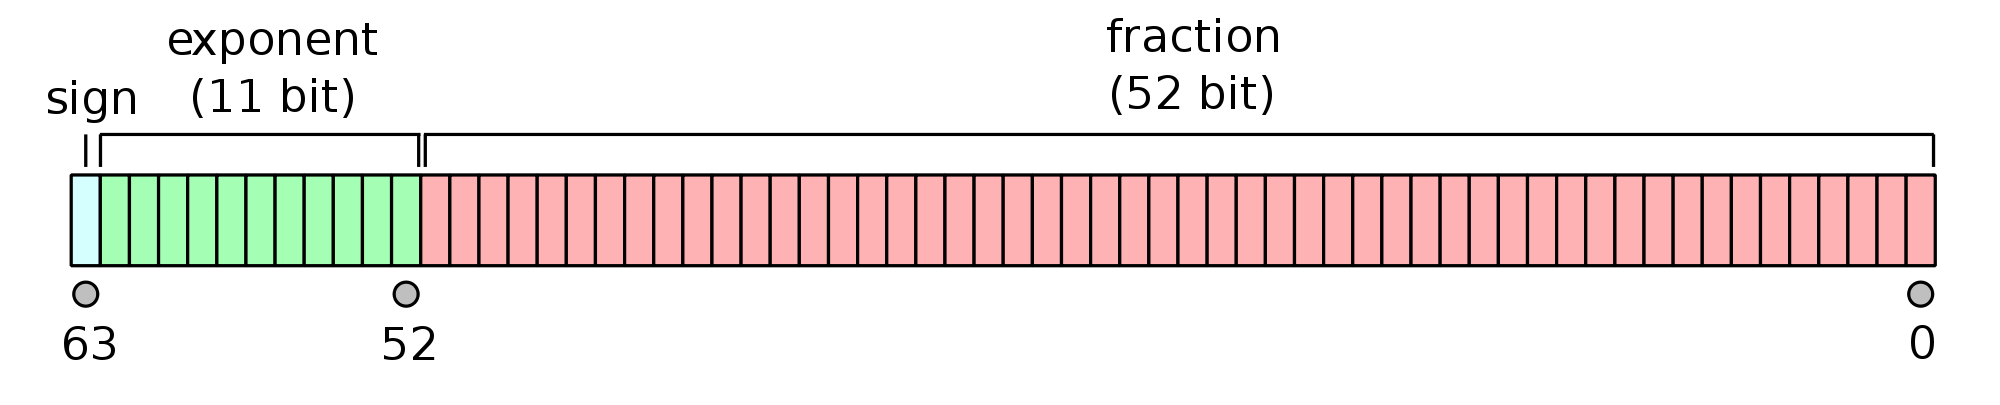 exponent
(11 bit)
sign
fraction
(52 bit)
63
52
0